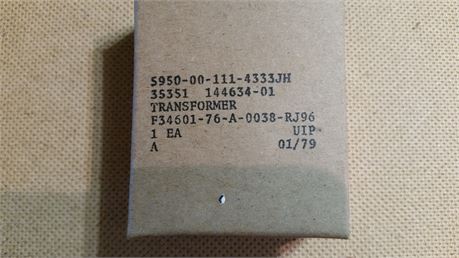 5950-00-111-4333JH
35351 144634-01
TRANSFORMER
F34601-76-A-0038-RJ96
1 EA UIP
A 01/79